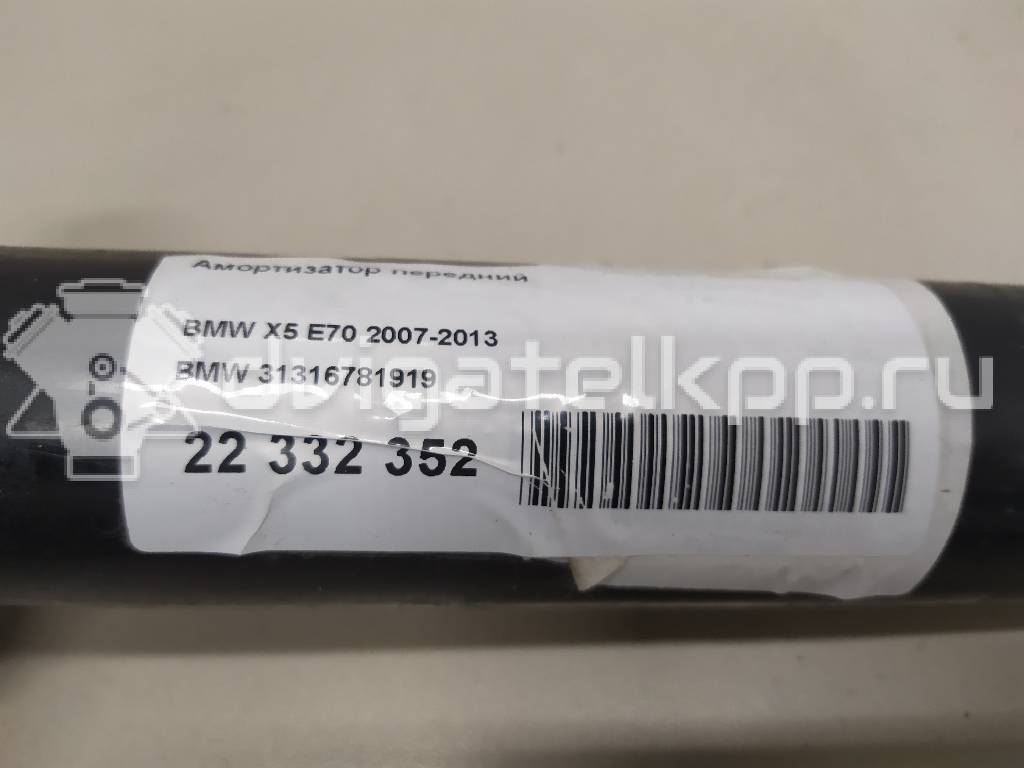 Амортизатор передний
BMW X5 E70 2007-2013
BMW 31316781919
22 332 352
dvigatelkpp.ru